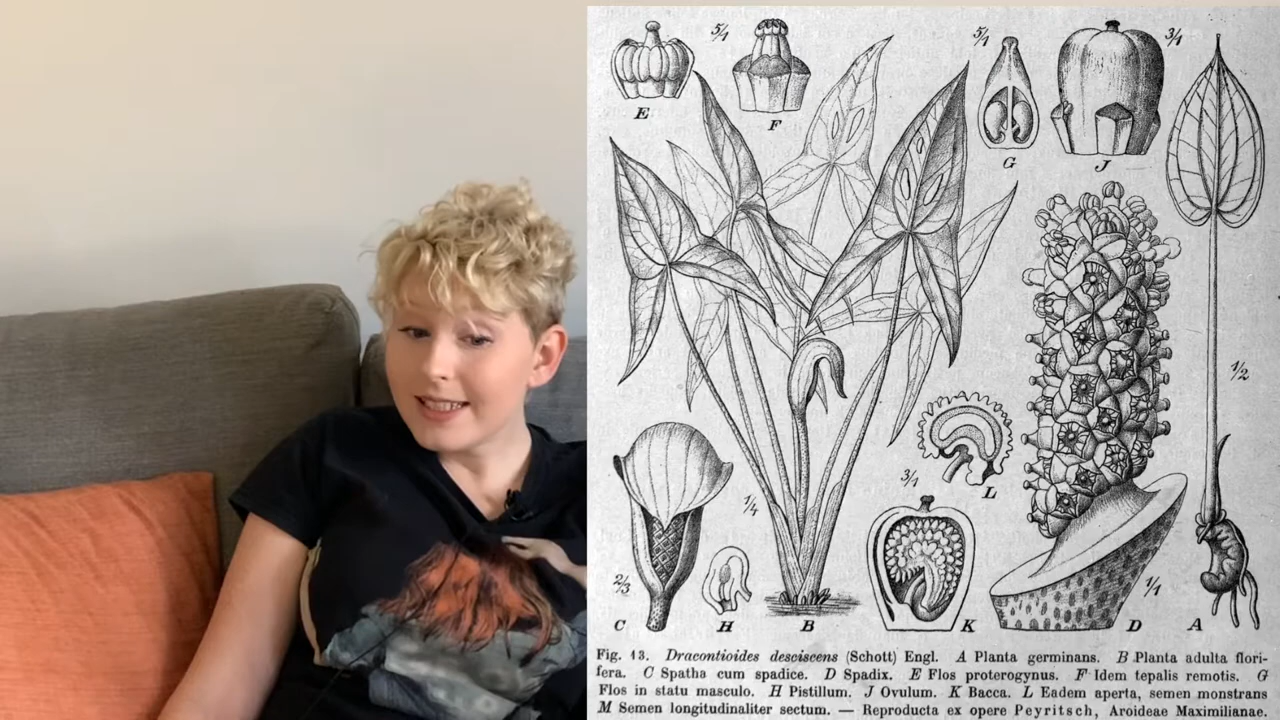 5/1
5/1
3/1
E
F
G
J
1/2
L
3/1
1/4
2/3
1/1
C
H
B
K
D
A
Fig. 13. Dracontioides desciscens (Schott) Engl. A Planta germinans. B Planta adulta flori-
fera. C Spatha cum spadice. D Spadix. E Flos proterogynus. F Idem tepalis remotis. G
Flos in statu masculo. H Pistillum. J Ovulum. K Bacca. L Eadem aperta, semen monstrans
M Semen longitudinaliter sectum. — Reproducta ex opere Peyritsch, Aroideae Maximilianae.